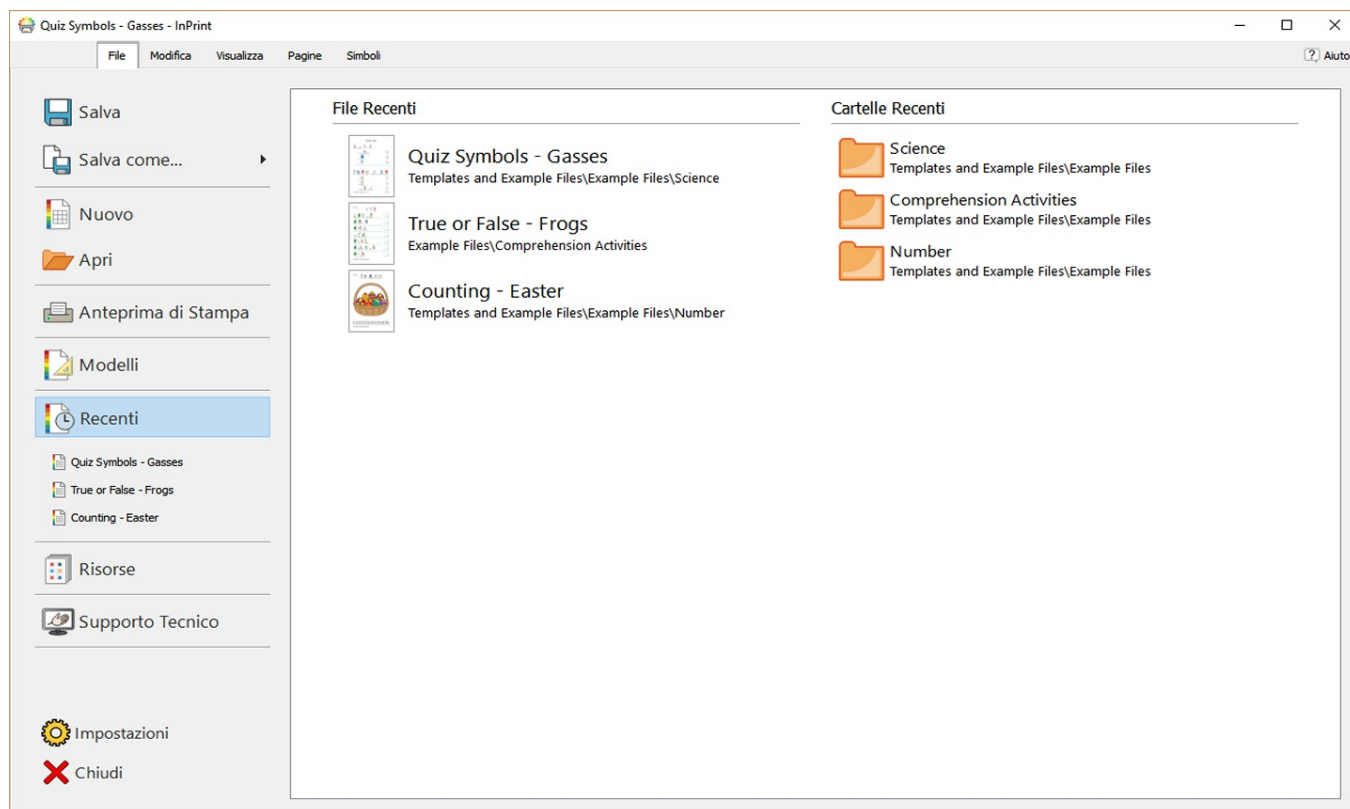 Quiz Symbols - Gasses - InPrint
File Modifica Visualizza Pagine Simboli Aiuto
Salva
Salva come...
Nuovo
Apri
Anteprima di Stampa
Modelli
Recenti
Quiz Symbols - Gasses
True or False - Frogs
Counting - Easter
Risorse
Supporto Tecnico
Impostazioni
Chiudi
File Recenti
Quiz Symbols - Gasses
Templates and Example Files\Example Files\Science
True or False - Frogs
Example Files\Comprehension Activities
Counting - Easter
Templates and Example Files\Example Files\Number
Cartelle Recenti
Science
Templates and Example Files\Example Files
Comprehension Activities
Templates and Example Files\Example Files
Number
Templates and Example Files\Example Files